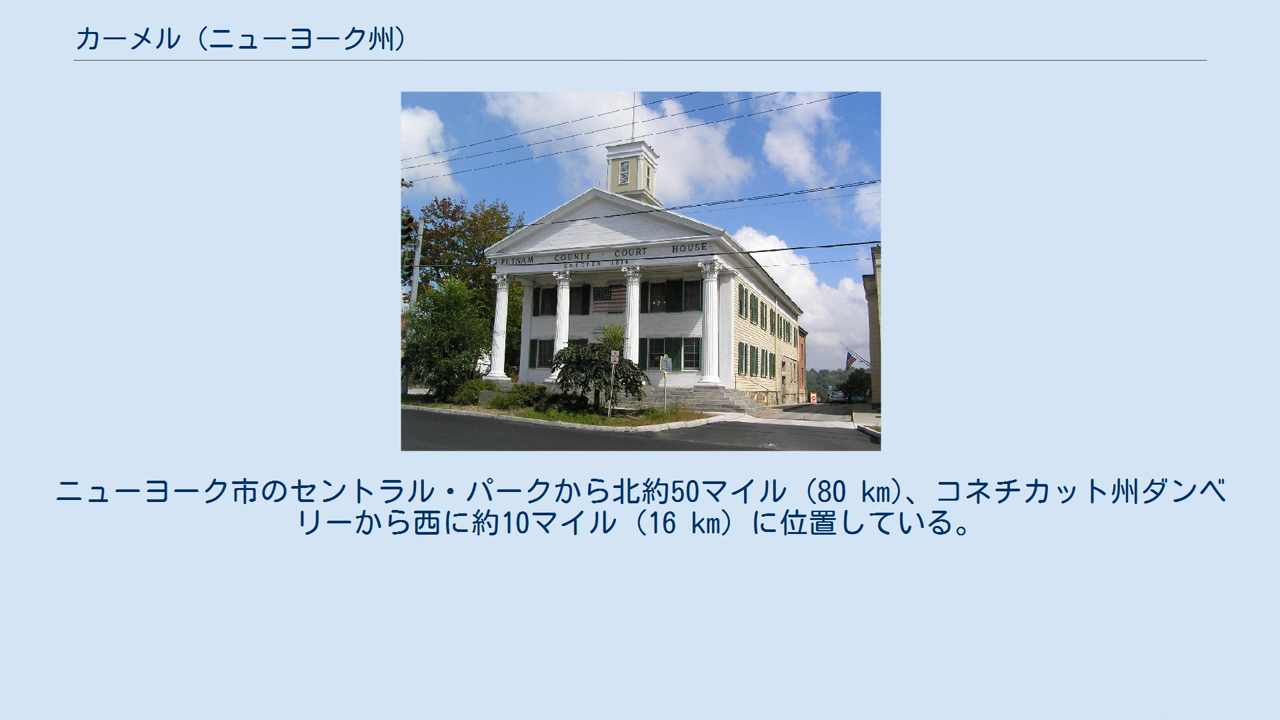 カーメル（ニューヨーク州）
PUTNAM COUNTY · COURT HOUSE
ニューヨーク市のセントラル・パークから北約50マイル（80 km）、コネチカット州ダンベ
リーから西に約10マイル（16 km）に位置している。